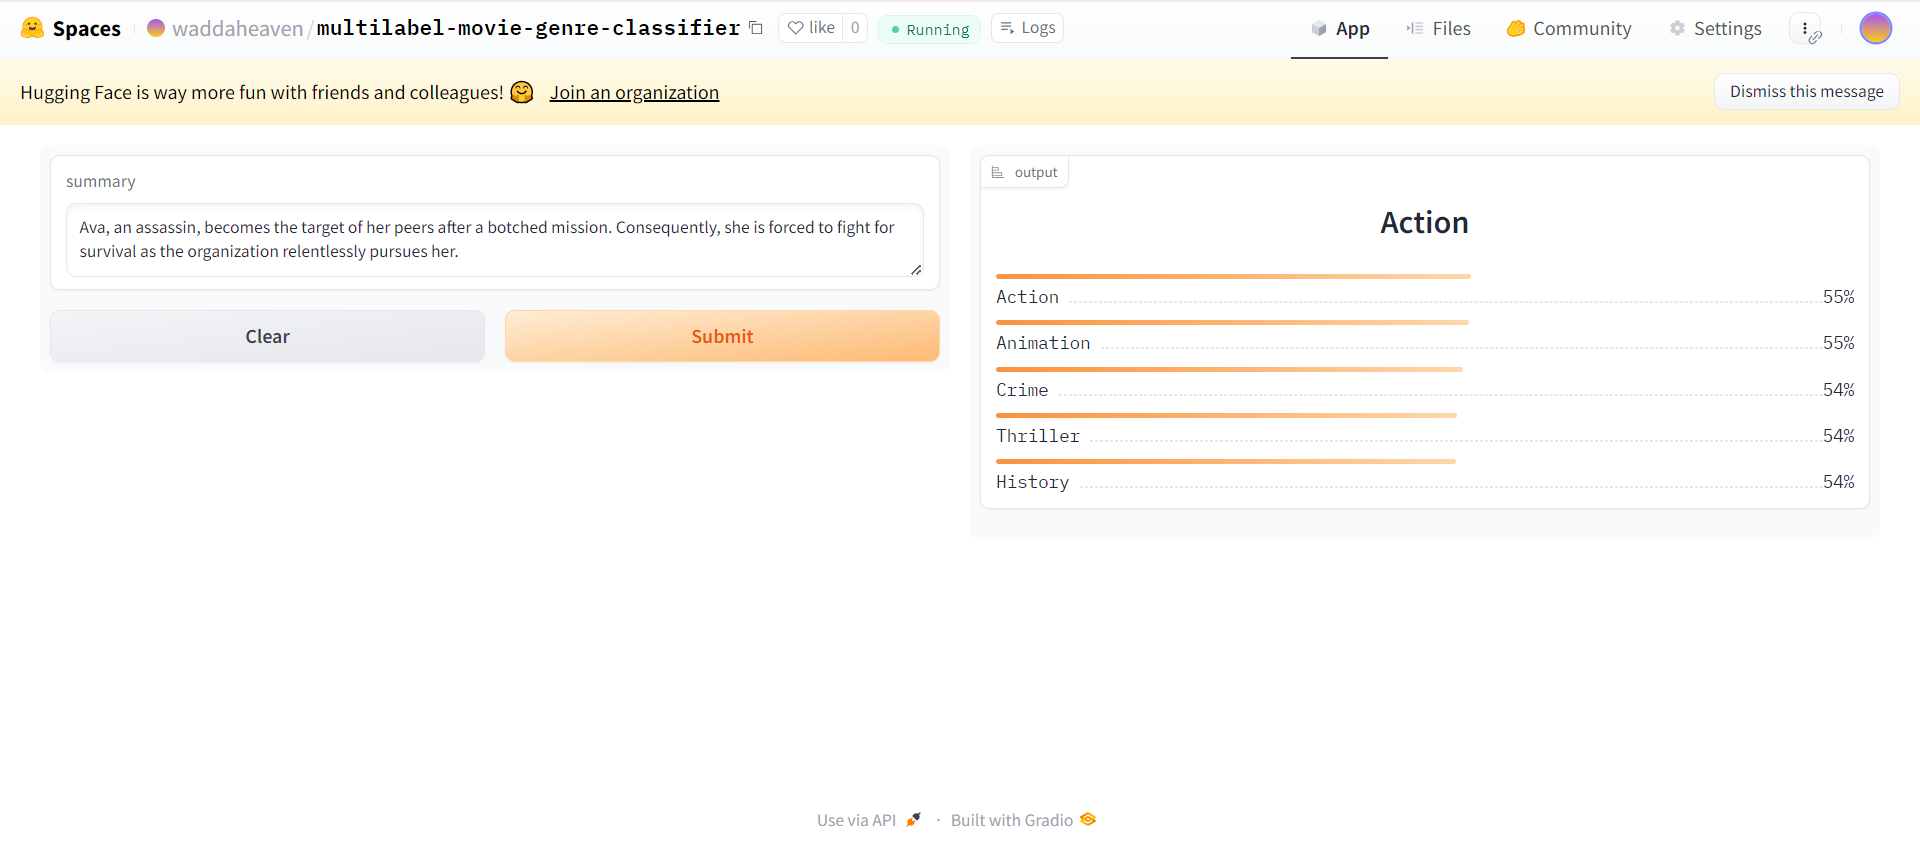 Spaces waddaheaven/multilabel-movie-genre-classifier like 0 Running Logs App Files Community Settings
Hugging Face is way more fun with friends and colleagues! Join an organization Dismiss this message
summary
Ava, an assassin, becomes the target of her peers after a botched mission. Consequently, she is forced to fight for
survival as the organization relentlessly pursues her.
Clear Submit
output
Action
Action 55%
Animation 55%
Crime 54%
Thriller 54%
History 54%
Use via API · Built with Gradio